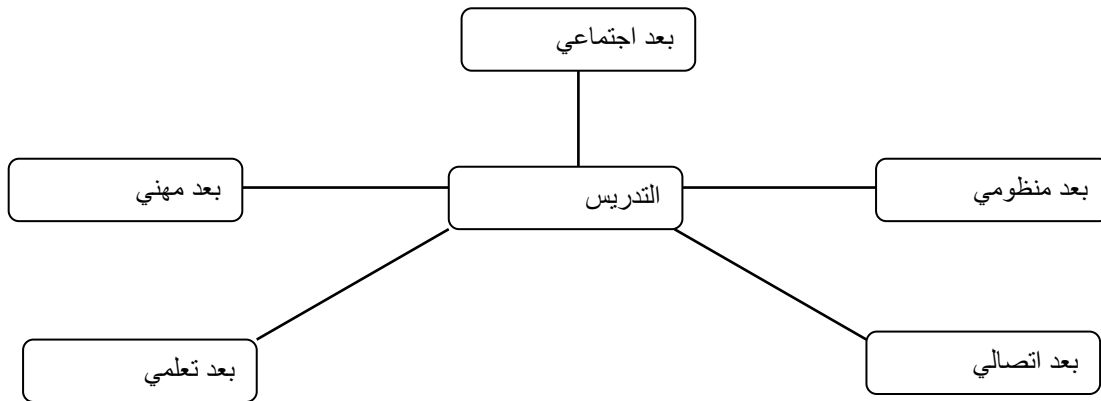 بعد اجتماعي
بعد منظومي
التدريس
بعد مهني
بعد اتصالي
بعد تعلمي